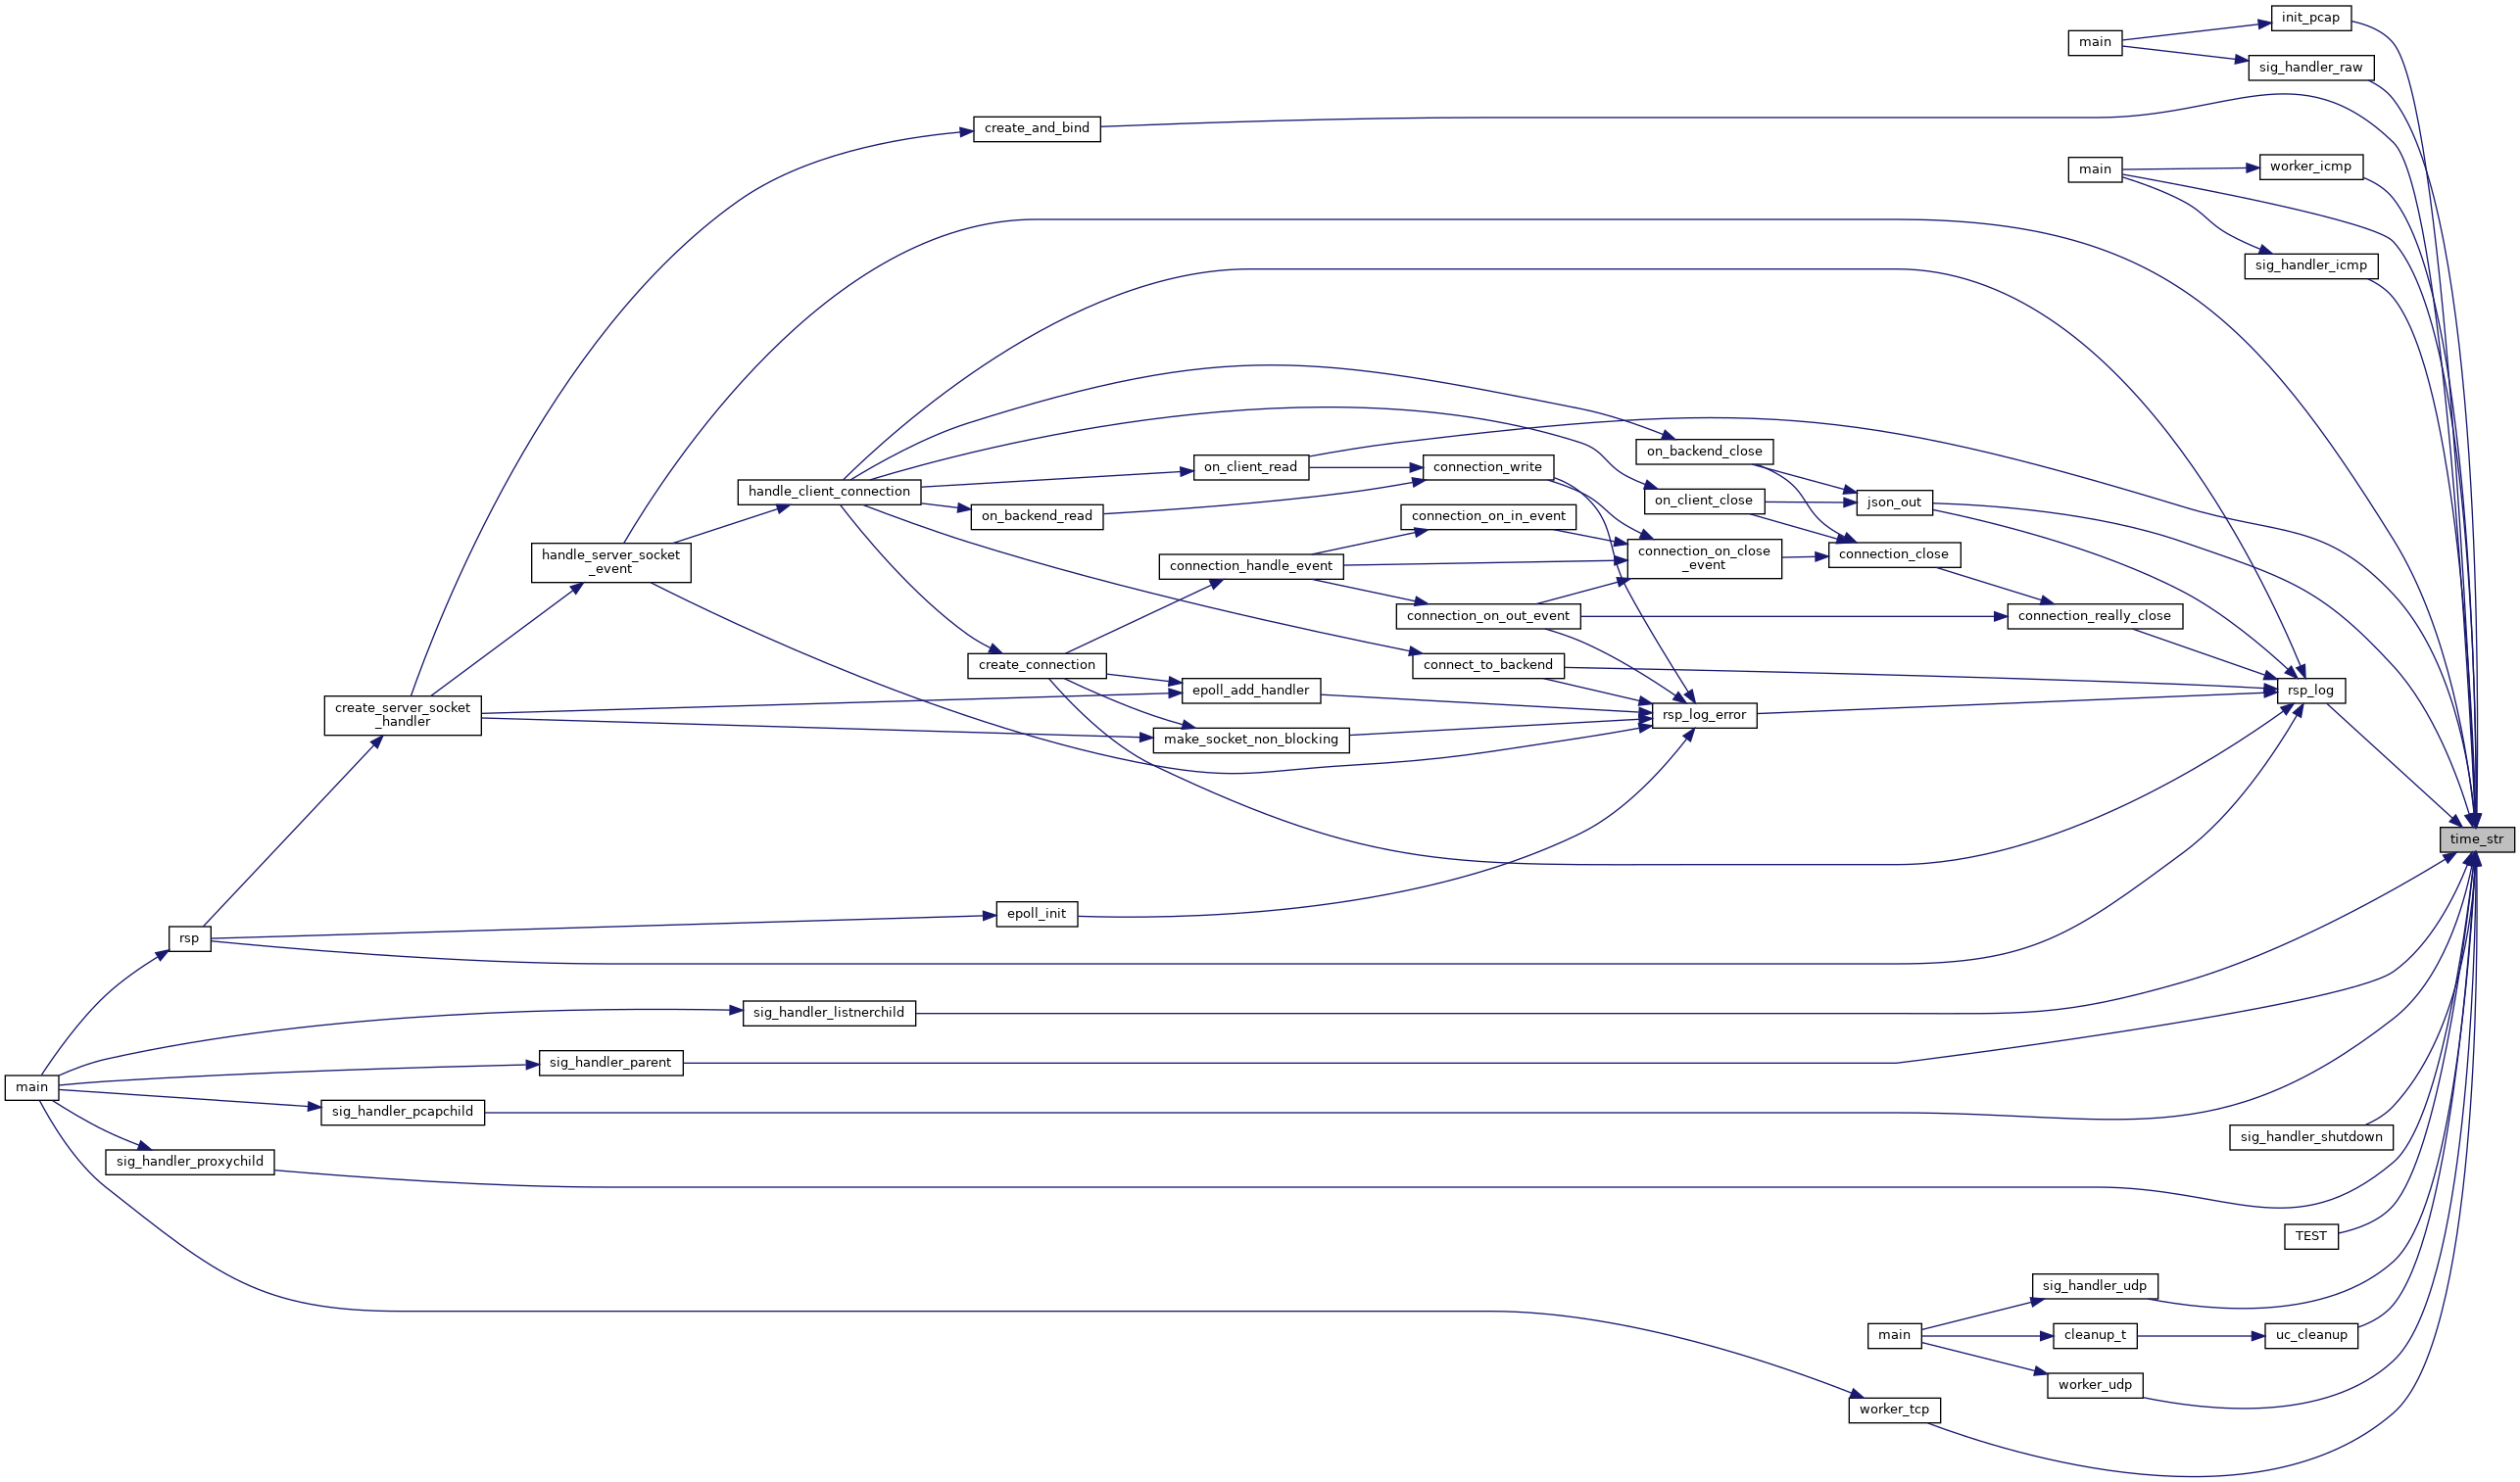 init_pcap
main
sig_handler_raw
create_and_bind
worker_icmp
main
sig_handler_icmp
on_backend_close
on_client_read
connection_write
handle_client_connection
on_client_close
json_out
on_backend_read
connection_on_in_event
handle_server_socket
_event
connection_handle_event
connection_on_close
_event
connection_close
connection_on_out_event
connection_really_close
create_connection
connect_to_backend
epoll_add_handler
rsp_log
create_server_socket
_handler
make_socket_non_blocking
rsp_log_error
time_str
epoll_init
rsp
sig_handler_listnerchild
sig_handler_parent
main
sig_handler_pcapchild
sig_handler_shutdown
sig_handler_proxychild
TEST
sig_handler_udp
main
cleanup_t
uc_cleanup
worker_udp
worker_tcp